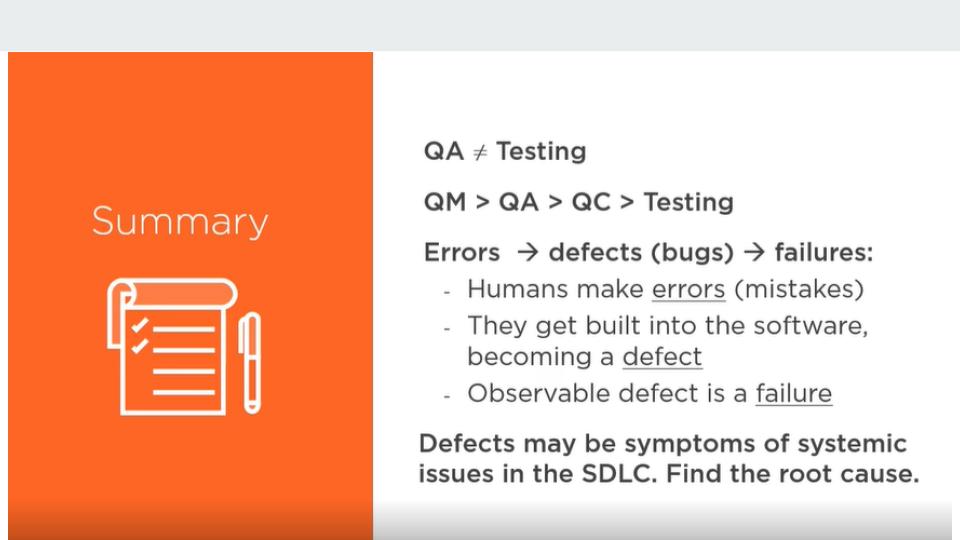 Summary
QA ≠ Testing
QM > QA > QC > Testing
Errors → defects (bugs) → failures:
- Humans make errors (mistakes)
- They get built into the software,
becoming a defect
- Observable defect is a failure
Defects may be symptoms of systemic
issues in the SDLC. Find the root cause.